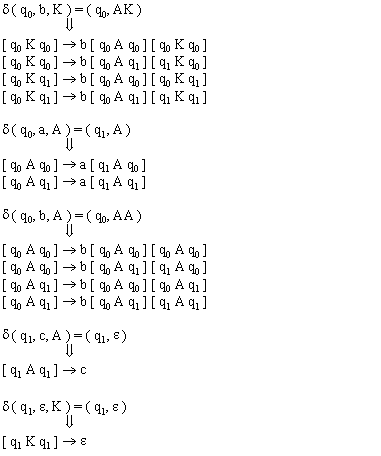 δ( q₀, b, K ) = ( q₀, AK )
⇓
[ q₀ K q₀ ] → b [ q₀ A q₀ ] [ q₀ K q₀ ]
[ q₀ K q₀ ] → b [ q₀ A q₁ ] [ q₁ K q₀ ]
[ q₀ K q₁ ] → b [ q₀ A q₀ ] [ q₀ K q₁ ]
[ q₀ K q₁ ] → b [ q₀ A q₁ ] [ q₁ K q₁ ]
δ( q₀, a, A ) = ( q₁, A )
⇓
[ q₀ A q₀ ] → a [ q₁ A q₀ ]
[ q₀ A q₁ ] → a [ q₁ A q₁ ]
δ( q₀, b, A ) = ( q₀, AA )
⇓
[ q₀ A q₀ ] → b [ q₀ A q₀ ] [ q₀ A q₀ ]
[ q₀ A q₀ ] → b [ q₀ A q₁ ] [ q₁ A q₀ ]
[ q₀ A q₁ ] → b [ q₀ A q₀ ] [ q₀ A q₁ ]
[ q₀ A q₁ ] → b [ q₀ A q₁ ] [ q₁ A q₁ ]
δ( q₁, c, A ) = ( q₁, ε )
⇓
[ q₁ A q₁ ] → c
δ( q₁, ε, K ) = ( q₁, ε )
⇓
[ q₁ K q₁ ] → ε